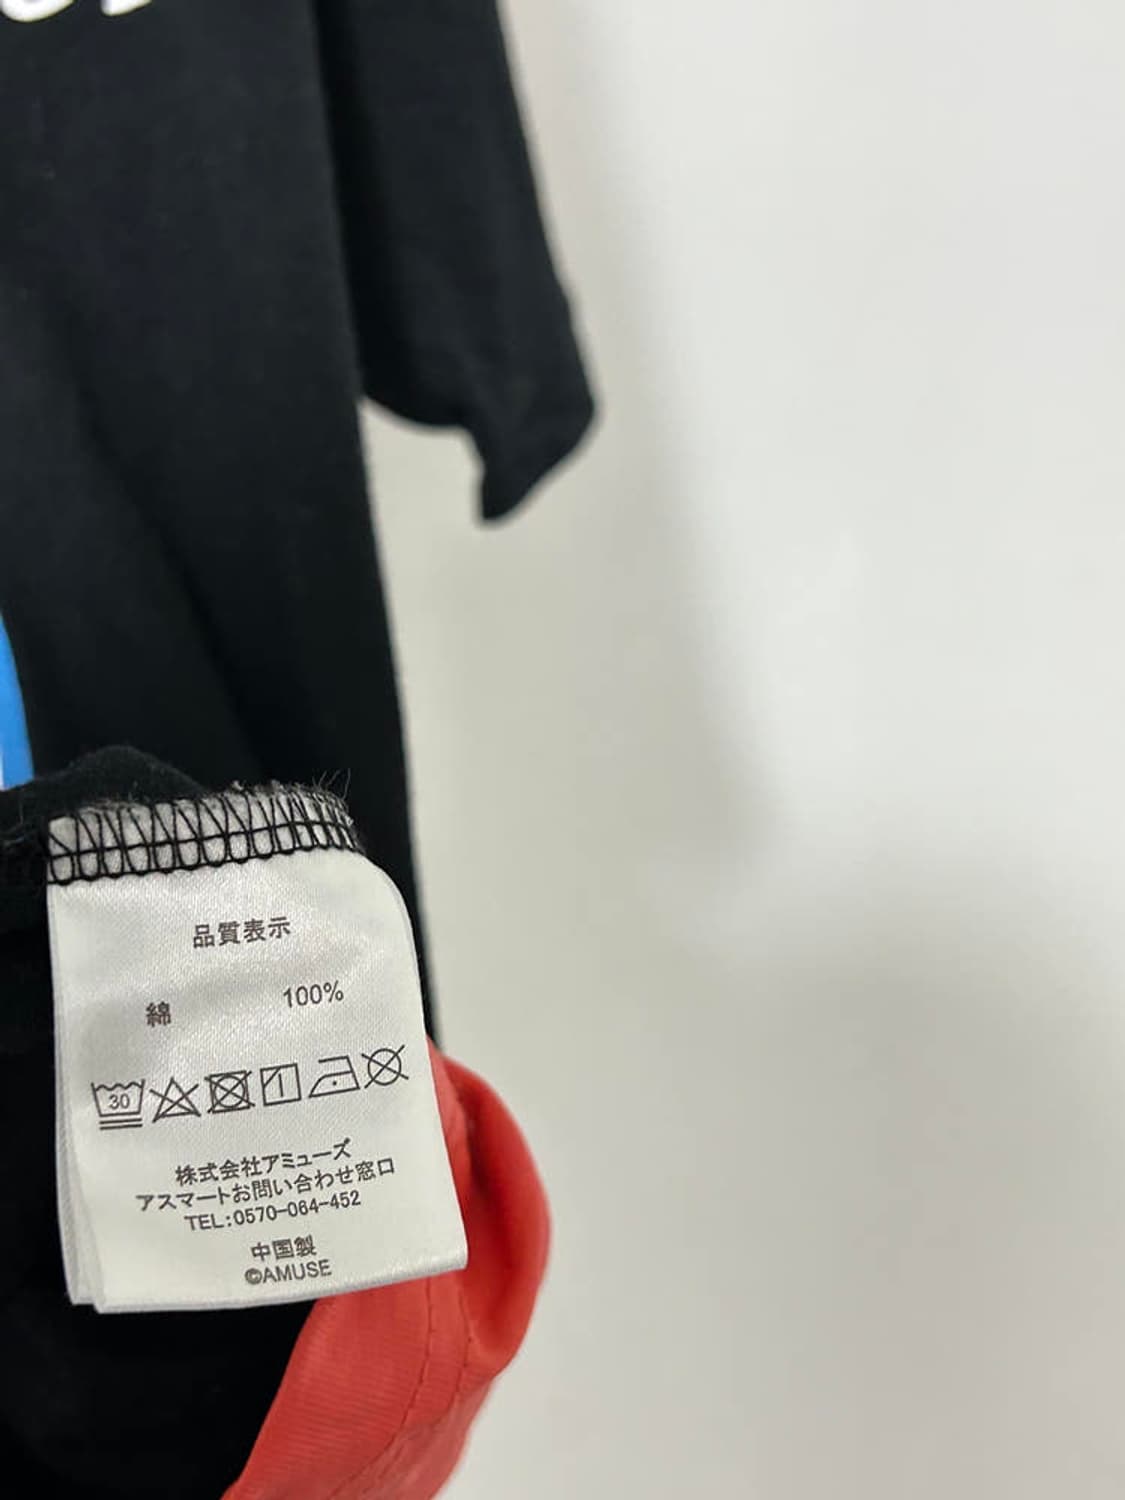 品質表示
綿 100%
30
株式会社アミューズ
アスマートお問い合わせ窓口
TEL:0570-064-452
中国製
©AMUSE